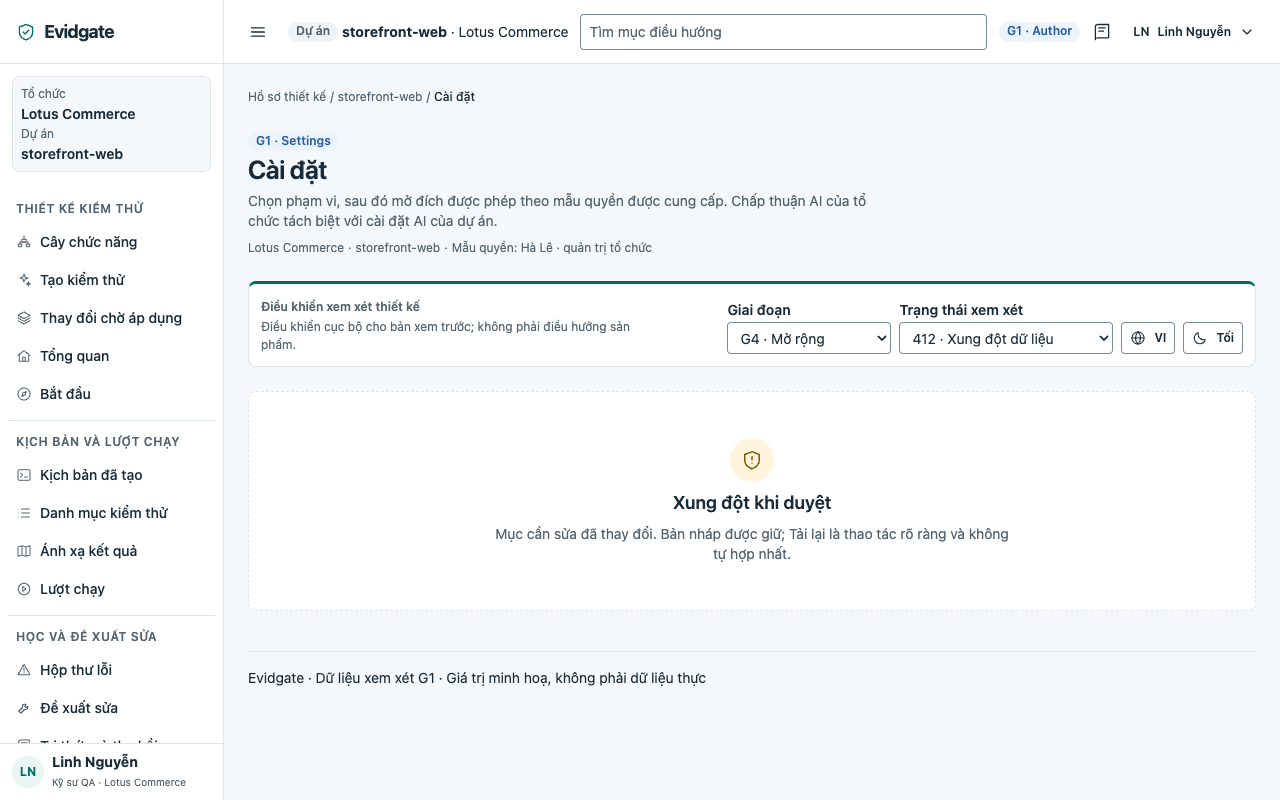 Evidgate
Dự án storefront-web · Lotus Commerce
Tìm mục điều hướng
G1 · Author
LN Linh Nguyễn
Tổ chức
Lotus Commerce
Dự án
storefront-web
THIẾT KẾ KIỂM THỬ
Cây chức năng
Tạo kiểm thử
Thay đổi chờ áp dụng
Tổng quan
Bắt đầu
KỊCH BẢN VÀ LƯỢT CHẠY
Kịch bản đã tạo
Danh mục kiểm thử
Ánh xạ kết quả
Lượt chạy
HỌC VÀ ĐỀ XUẤT SỬA
Hộp thư lỗi
Đề xuất sửa
LN
Linh Nguyễn
Kỹ sư QA · Lotus Commerce
Hồ sơ thiết kế / storefront-web / Cài đặt
G1 · Settings
Cài đặt
Chọn phạm vi, sau đó mở đích được phép theo mẫu quyền được cung cấp. Chấp thuận AI của tổ
chức tách biệt với cài đặt AI của dự án.
Lotus Commerce · storefront-web · Mẫu quyền: Hà Lê · quản trị tổ chức
Điều khiển xem xét thiết kế
Điều khiển cục bộ cho bản xem trước; không phải điều hướng sản
phẩm.
Giai đoạn
G4 · Mở rộng
Trạng thái xem xét
412 · Xung đột dữ liệu
VI
Tối
Xung đột khi duyệt
Mục cần sửa đã thay đổi. Bản nháp được giữ; Tải lại là thao tác rõ ràng và không
tự hợp nhất.
Evidgate · Dữ liệu xem xét G1 · Giá trị minh hoạ, không phải dữ liệu thực